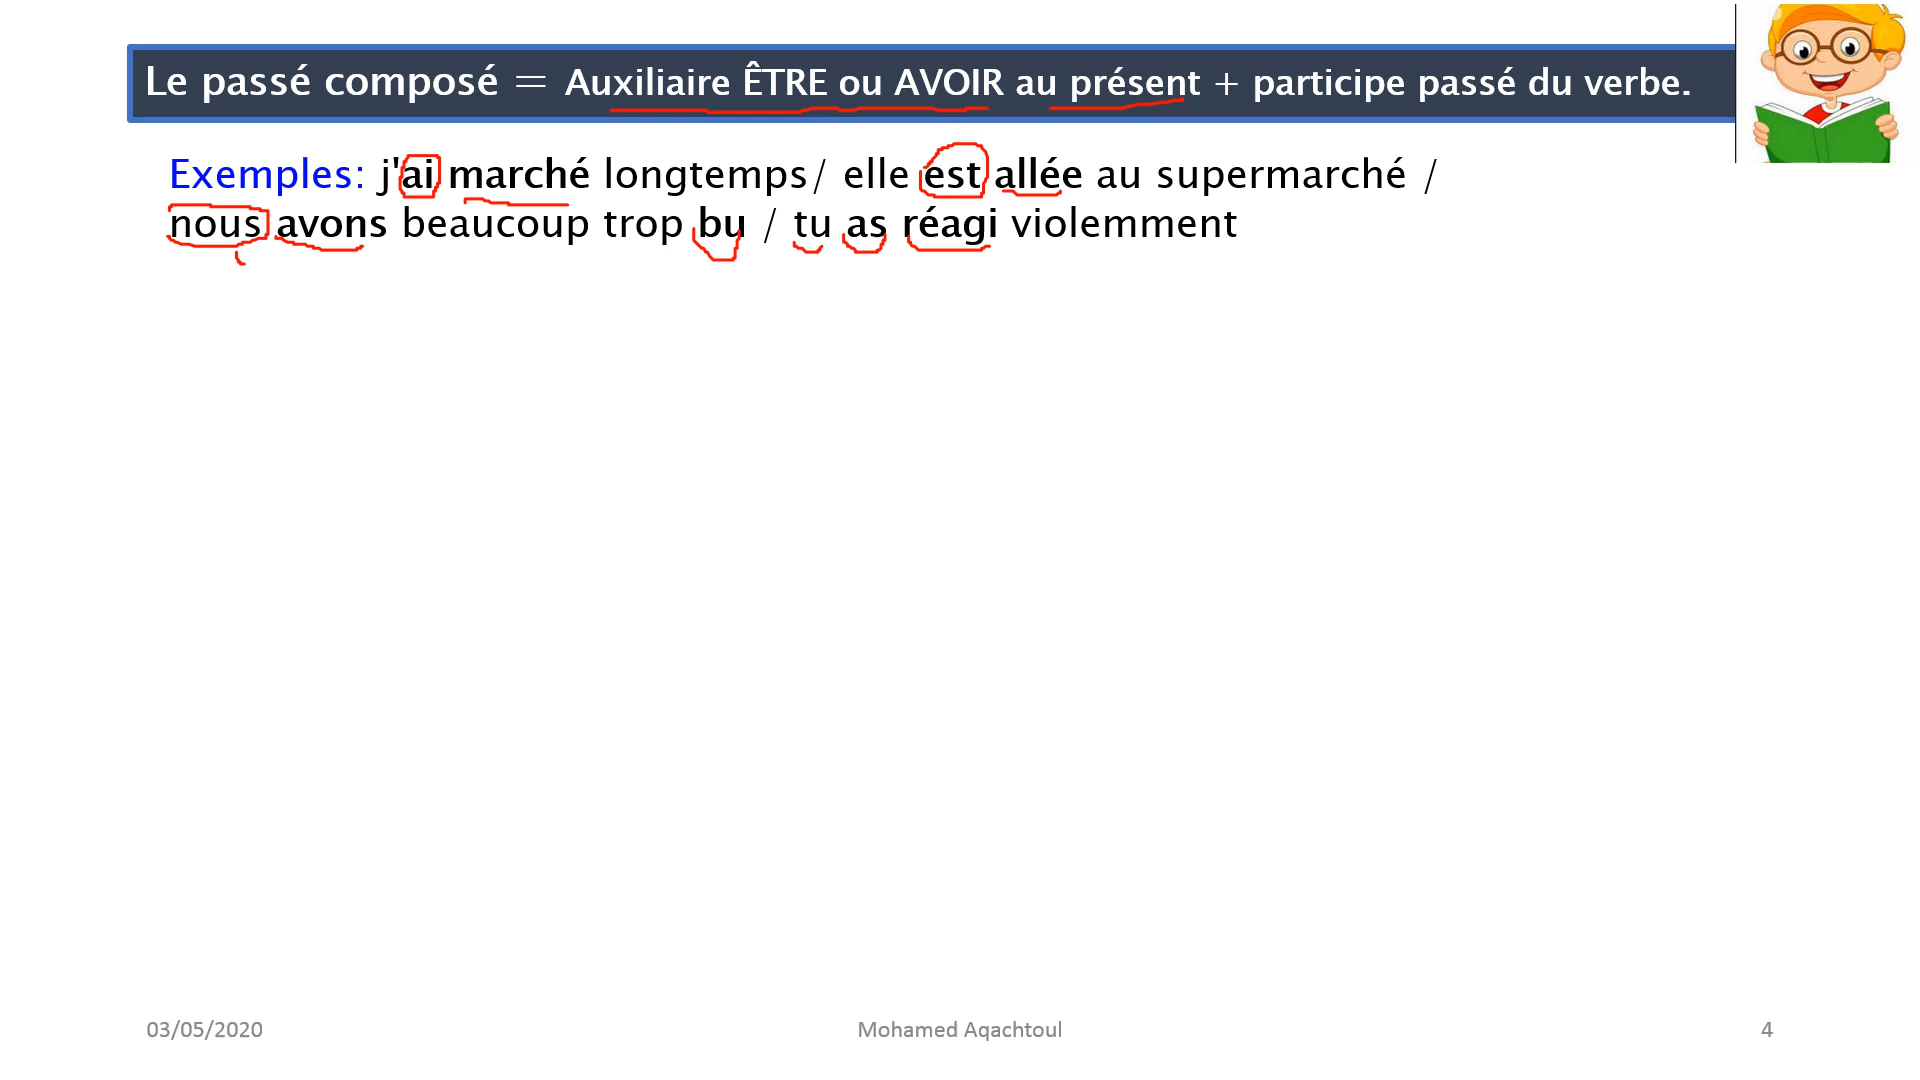 Le passé composé = Auxiliaire ÊTRE ou AVOIR au présent + participe passé du verbe.
Exemples: j'ai marché longtemps/ elle est allée au supermarché /
nous avons beaucoup trop bu / tu as réagi violemment
03/05/2020 Mohamed Aqachtoul 4